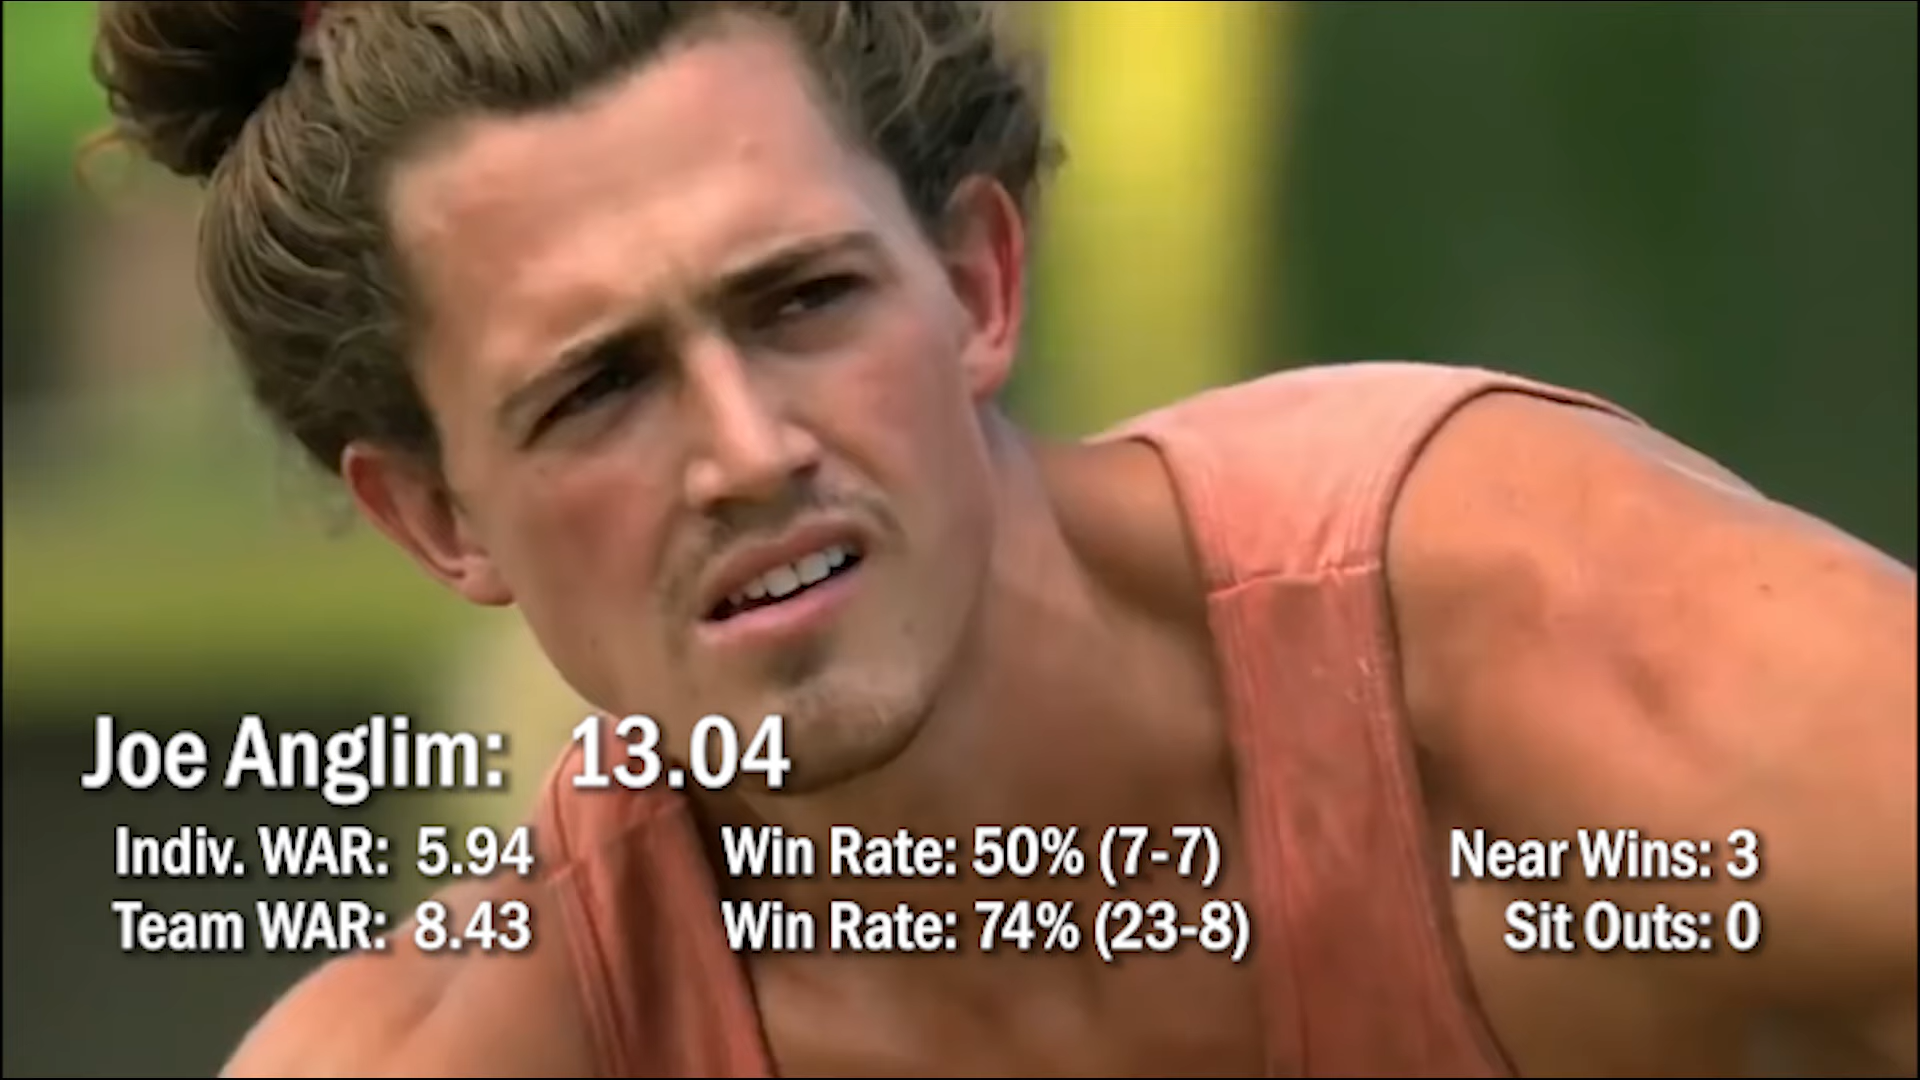 Joe Anglim: 13.04
Indiv. WAR: 5.94 Win Rate: 50% (7-7) Near Wins: 3
Team WAR: 8.43 Win Rate: 74% (23-8) Sit Outs: 0